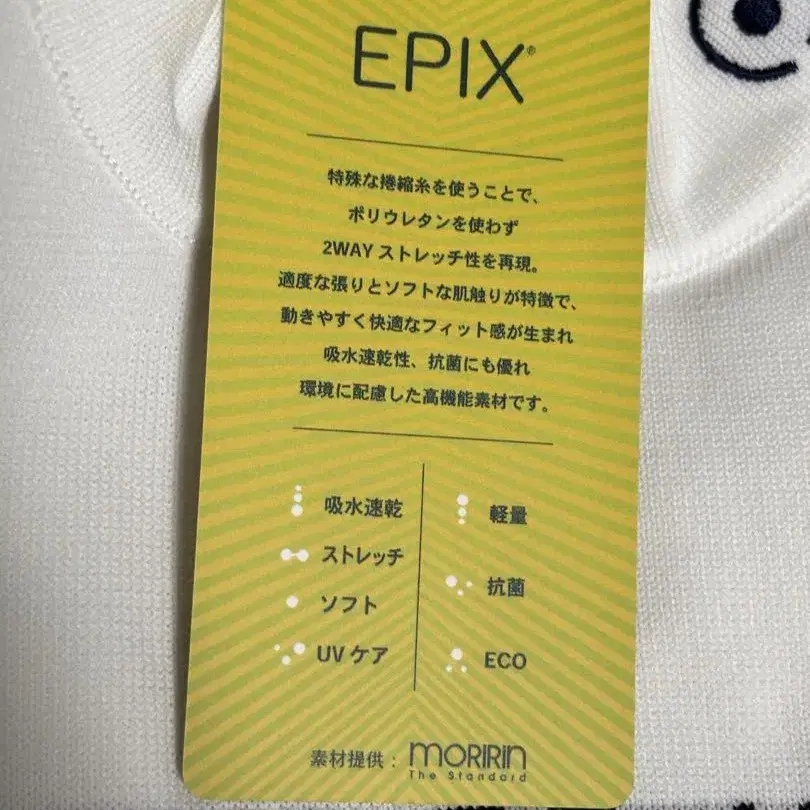 EPIX®
特殊な捲縮糸を使うことで、
ポリウレタンを使わず
2WAYストレッチ性を再現。
適度な張りとソフトな肌触りが特徴で、
動きやすく快適なフィット感が生まれ
吸水速乾性、抗菌にも優れ
環境に配慮した高機能素材です。
吸水速乾
ストレッチ
ソフト
UVケア
軽量
抗菌
ECO
素材提供：MORIRIN
The Standard